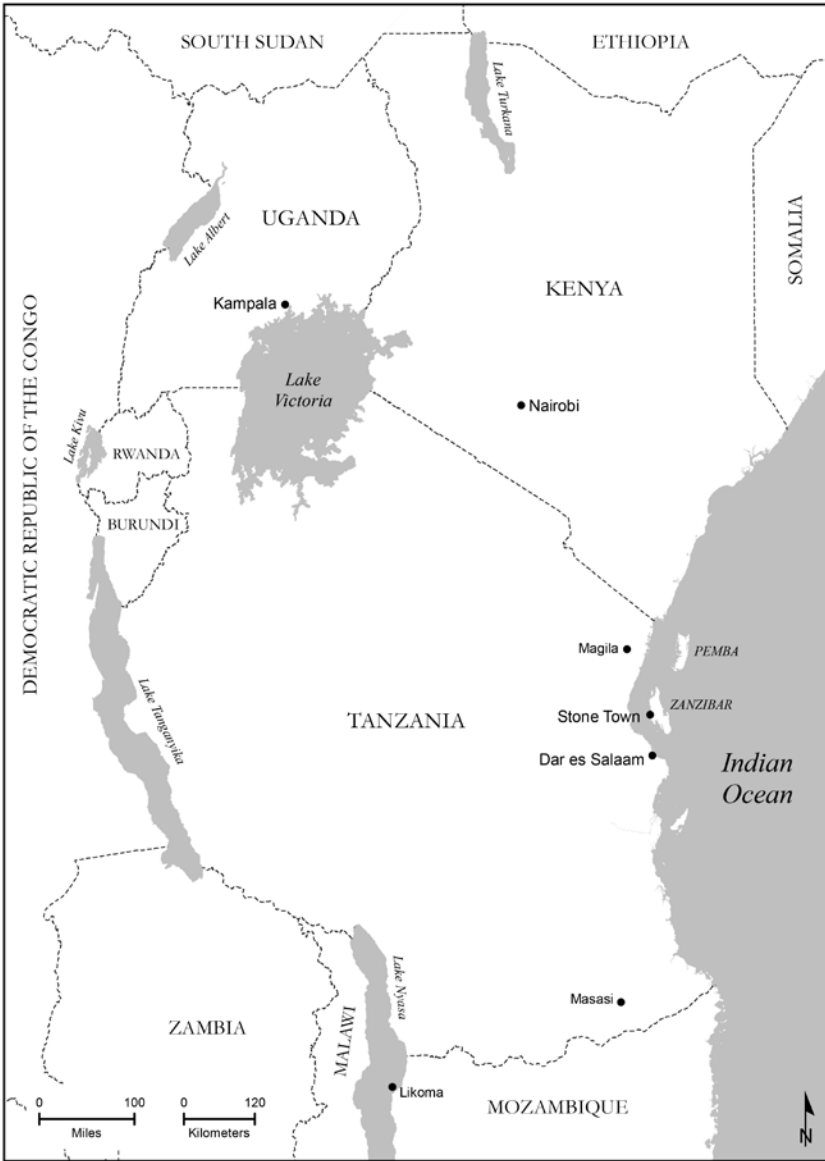 SOUTH SUDAN
ETHIOPIA
Lake Turkana
SOMALIA
Lake Albert
UGANDA
KENYA
Kampala
DEMOCRATIC REPUBLIC OF THE CONGO
Lake
Victoria
Nairobi
Lake Kivu
RWANDA
BURUNDI
Magila
PEMBA
Lake Tanganyika
TANZANIA
Stone Town
ZANZIBAR
Dar es Salaam
Indian
Ocean
Lake Nyasa
Masasi
ZAMBIA
MALAWI
Likoma
MOZAMBIQUE
0 100
Miles
0 120
Kilometers
N